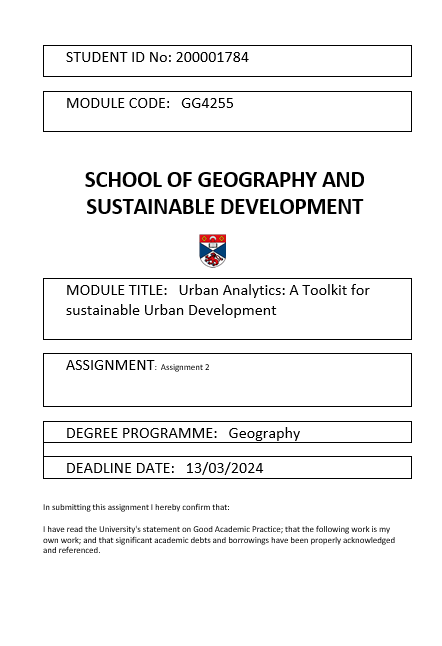 STUDENT ID No: 200001784
MODULE CODE: GG4255
SCHOOL OF GEOGRAPHY AND
SUSTAINABLE DEVELOPMENT
MODULE TITLE: Urban Analytics: A Toolkit for
sustainable Urban Development
ASSIGNMENT: Assignment 2
DEGREE PROGRAMME: Geography
DEADLINE DATE: 13/03/2024
In submitting this assignment I hereby confirm that:
I have read the University's statement on Good Academic Practice; that the following work is my
own work; and that significant academic debts and borrowings have been properly acknowledged
and referenced.